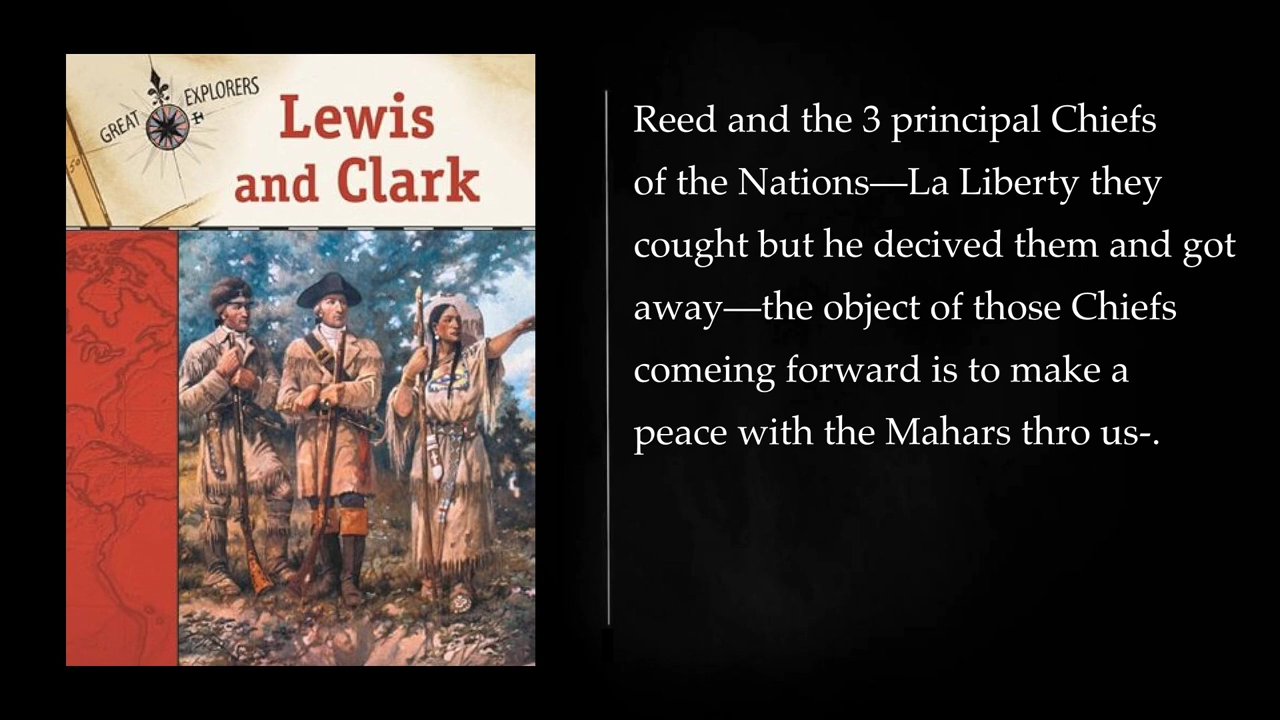 GREAT EXPLORERS
Lewis
and Clark
50
Reed and the 3 principal Chiefs
of the Nations—La Liberty they
cought but he decived them and got
away—the object of those Chiefs
comeing forward is to make a
peace with the Mahars thro us-.